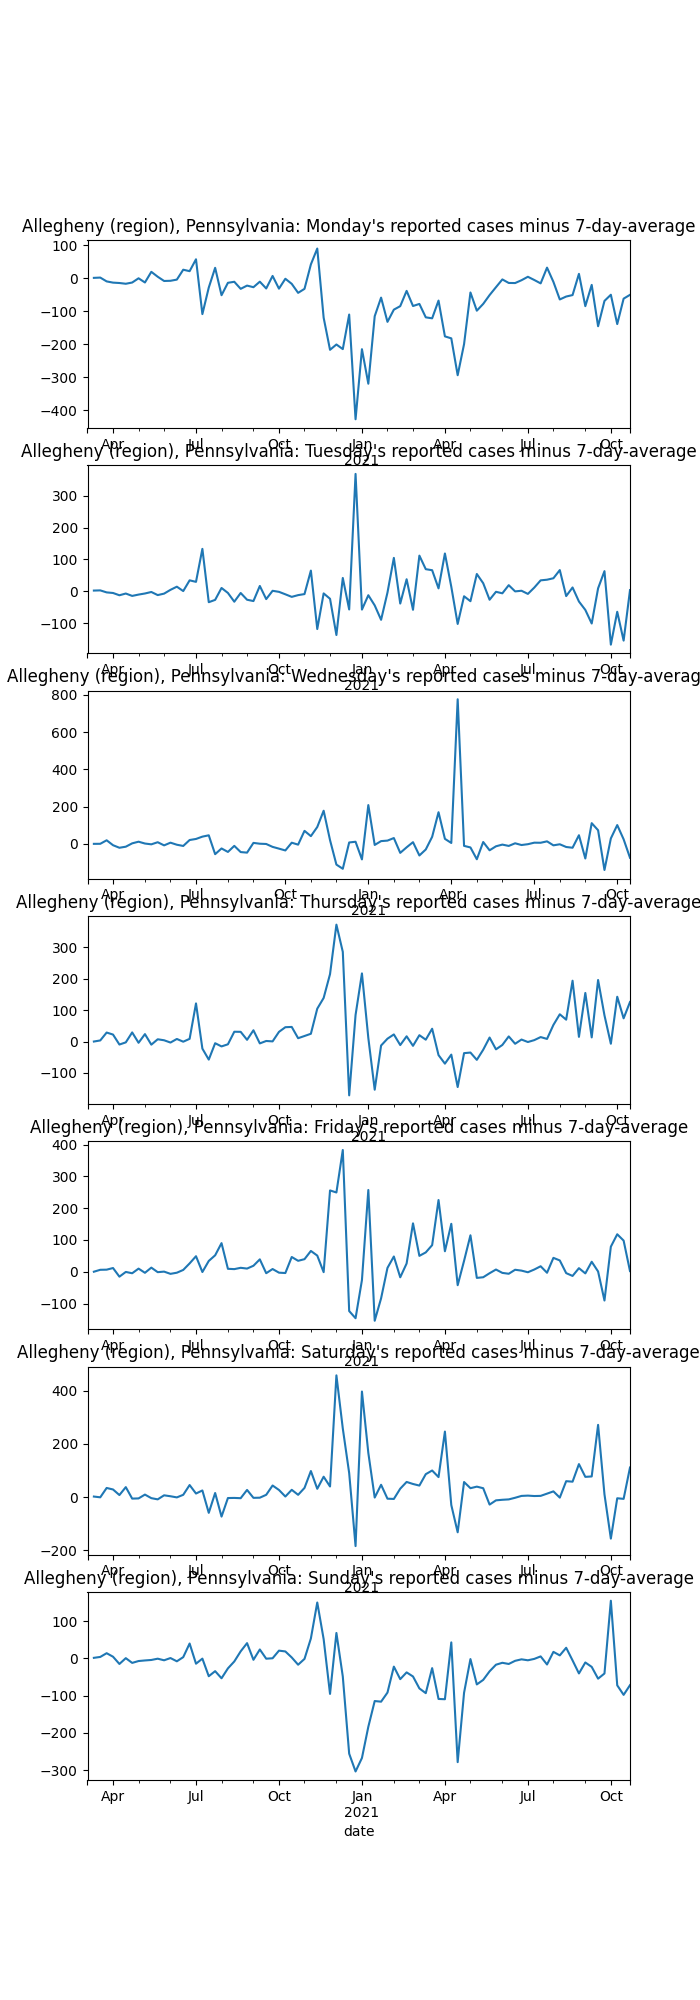 Allegheny (region), Pennsylvania: Monday's reported cases minus 7-day-average
100
0
−100
−200
−300
−400
Apr Jul Oct Jan Apr Jul Oct
2021
Allegheny (region), Pennsylvania: Tuesday's reported cases minus 7-day-average
300
200
100
0
−100
Apr Jul Oct Jan Apr Jul Oct
2021
Allegheny (region), Pennsylvania: Wednesday's reported cases minus 7-day-averag
800
600
400
200
0
Apr Jul Oct Jan Apr Jul Oct
2021
Allegheny (region), Pennsylvania: Thursday's reported cases minus 7-day-average
300
200
100
0
−100
Apr Jul Oct Jan Apr Jul Oct
2021
Allegheny (region), Pennsylvania: Friday's reported cases minus 7-day-average
400
300
200
100
0
−100
Apr Jul Oct Jan Apr Jul Oct
2021
Allegheny (region), Pennsylvania: Saturday's reported cases minus 7-day-average
400
200
0
−200
Apr Jul Oct Jan Apr Jul Oct
2021
Allegheny (region), Pennsylvania: Sunday's reported cases minus 7-day-average
100
0
−100
−200
−300
Apr Jul Oct Jan Apr Jul Oct
2021
date